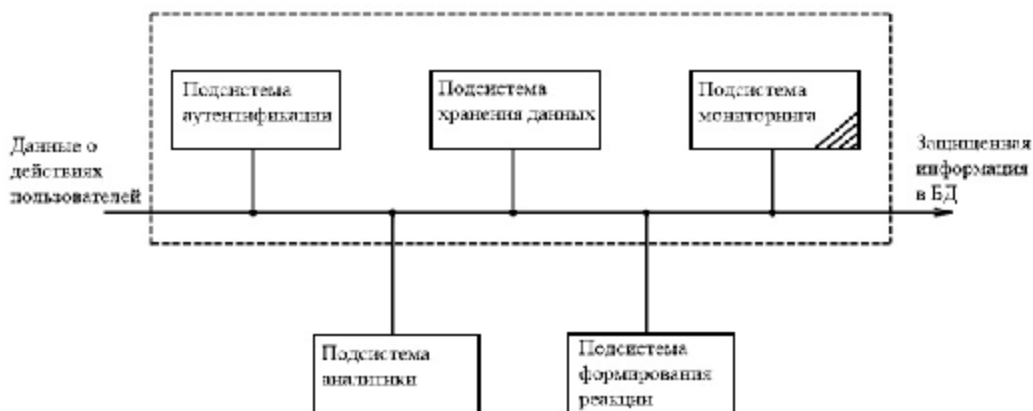 Подсистема
аутентификации
Подсистема
хранения данных
Подсистема
мониторинга
Данные о
действиях
пользователей
Защищенная
информация
в БД
Подсистема
аналитики
Подсистема
формирования
реакции